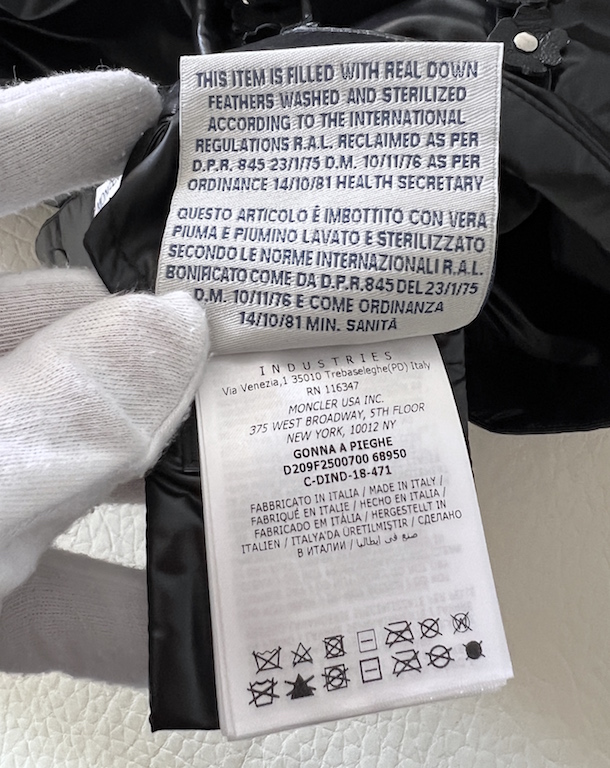 THIS ITEM IS FILLED WITH REAL DOWN
FEATHERS WASHED AND STERILIZED
ACCORDING TO THE INTERNATIONAL
REGULATIONS R.A.L. RECLAIMED AS PER
D.P.R. 845 23/1/75 D.M. 10/11/76 AS PER
ORDINANCE 14/10/81 HEALTH SECRETARY
QUESTO ARTICOLO È IMBOTTITO CON VERA
PIUMA E PIUMINO LAVATO E STERILIZZATO
SECONDO LE NORME INTERNAZIONALI R.A.L.
BONIFICATO COME DA D.P.R.845 DEL 23/1/75
D.M. 10/11/76 E COME ORDINANZA
14/10/81 MIN. SANITÁ
INDUSTRIES
Via Venezia,1 35010 Trebaseleghe(PD) Italy
RN 116347
MONCLER USA INC.
375 WEST BROADWAY, 5TH FLOOR
NEW YORK, 10012 NY
GONNA A PIEGHE
D209F2500700 68950
C-DIND-18-471
FABBRICATO IN ITALIA / MADE IN ITALY /
FABRIQUÉ EN ITALIE / HECHO EN ITALIA /
FABRICADO EM ITÁLIA / HERGESTELLT IN
ITALIEN / ITALYA'DA ÜRETILMIŞTIR / СДЕЛАНО
В ИТАЛИИ / صنع في إيطاليا